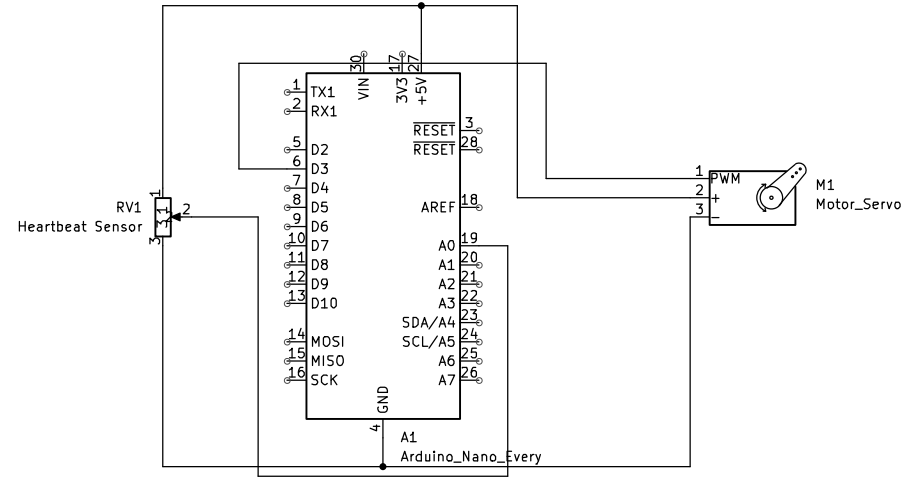 30
17
27
VIN
3V3
+5V
1
TX1
2
RX1
RESET
3
RESET
28
5
D2
6
D3
7
D4
8
D5
9
D6
10
D7
11
D8
12
D9
13
D10
14
MOSI
15
MISO
16
SCK
AREF
18
A0
19
A1
20
A2
21
A3
22
SDA/A4
23
SCL/A5
24
A6
25
A7
26
GND
4
A1
Arduino_Nano_Every
RV1
Heartbeat Sensor
1
2
3
1
PWM
2
+
3
-
M1
Motor_Servo